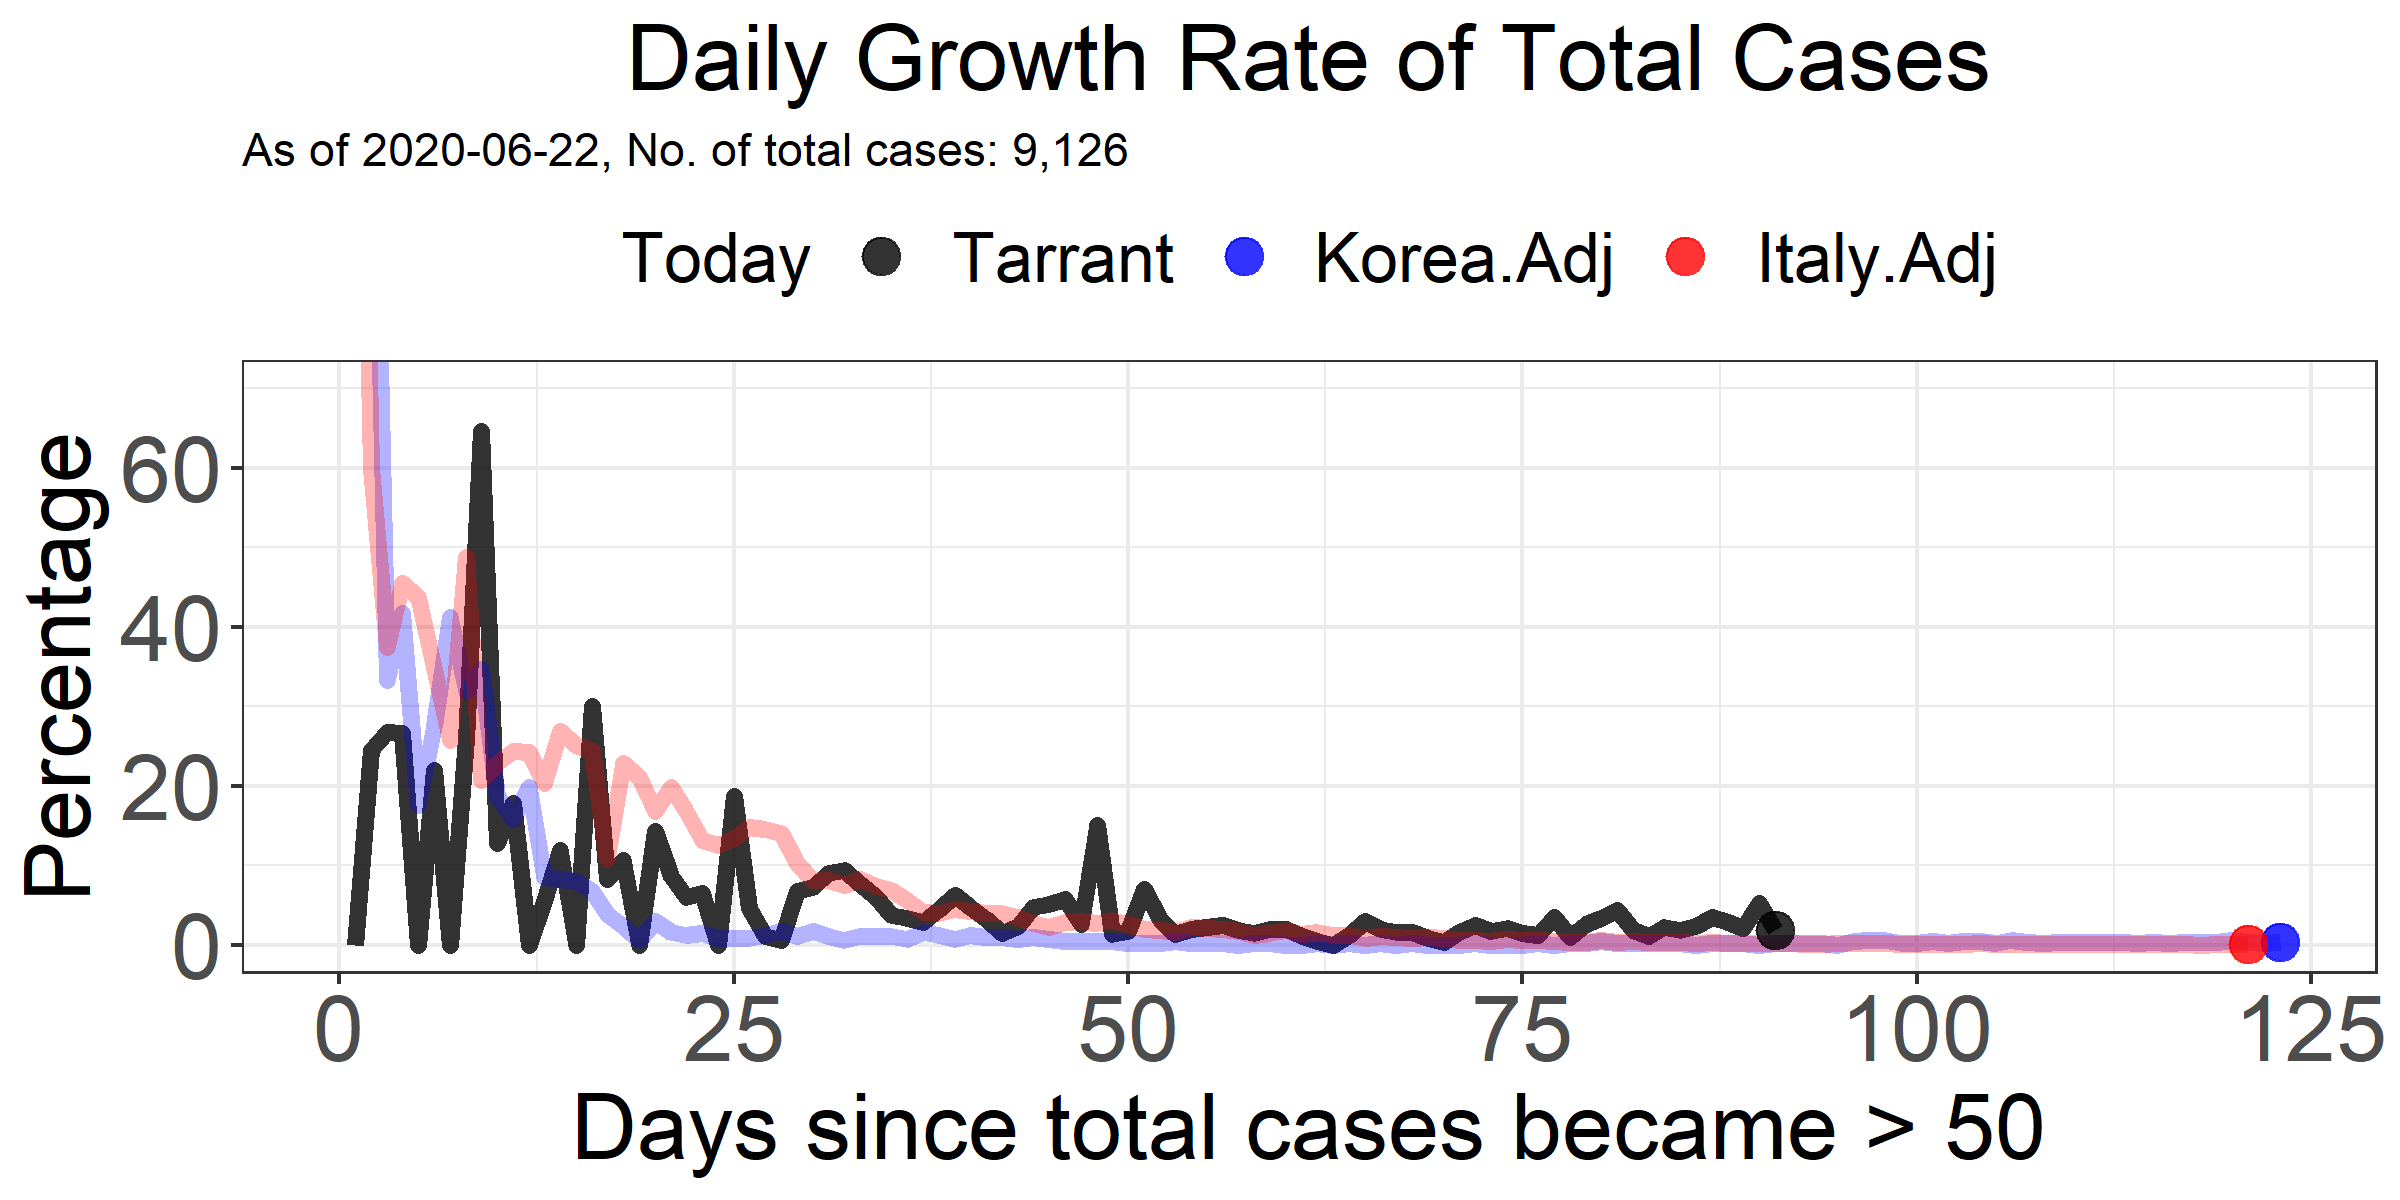 Daily Growth Rate of Total Cases
As of 2020-06-22, No. of total cases: 9,126
Today Tarrant Korea.Adj Italy.Adj
Percentage
60
40
20
0
0 25 50 75 100 125
Days since total cases became > 50